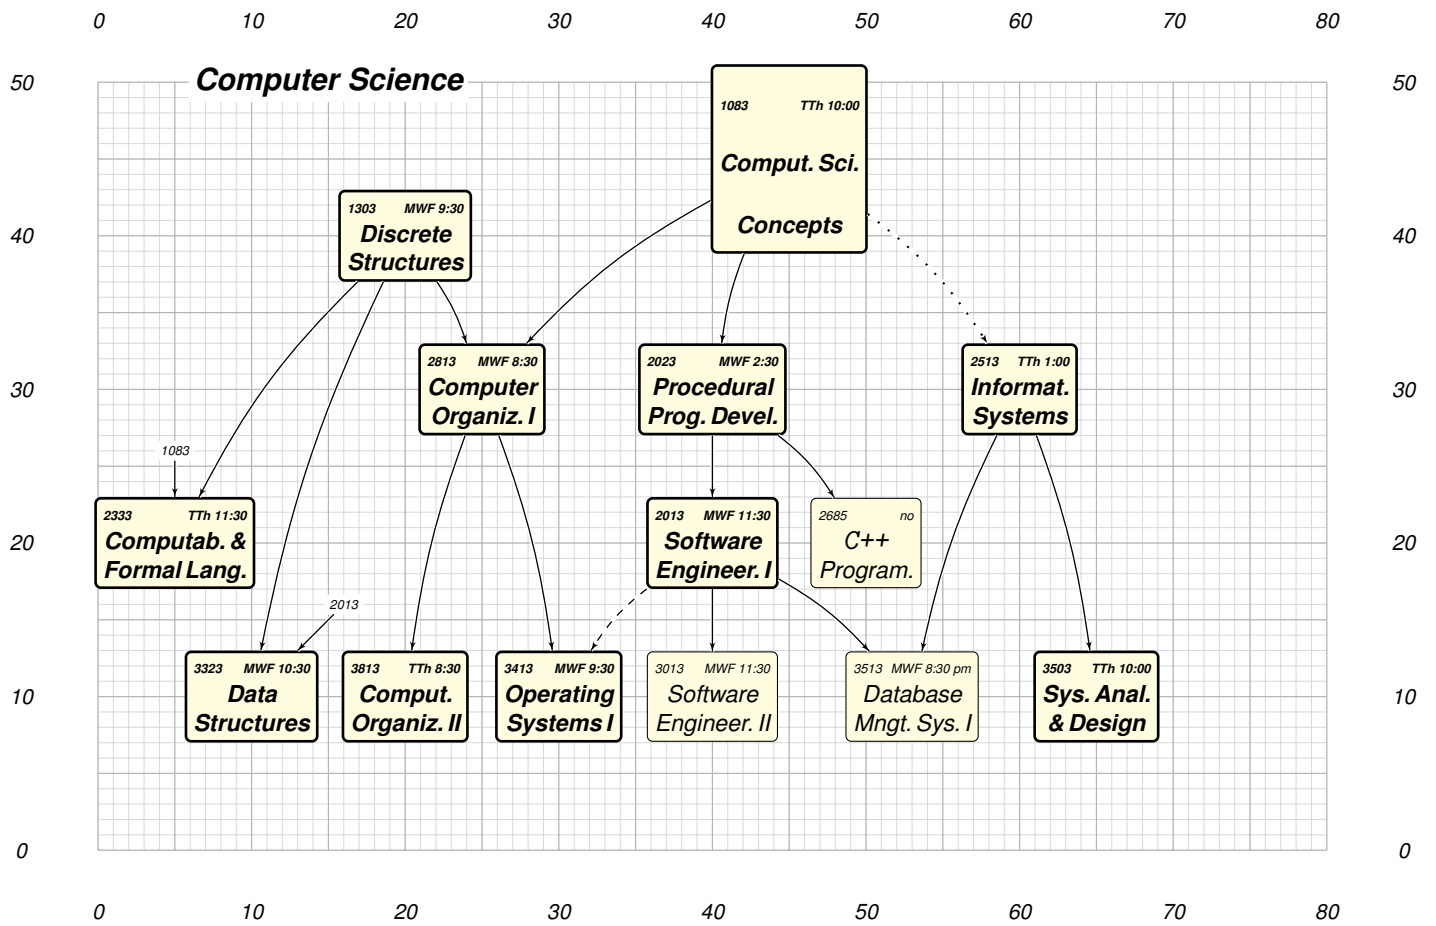 0 10 20 30 40 50 60 70 80
Computer Science
50 50
1083 TTh 10:00
Comput. Sci.
Concepts
1303 MWF 9:30
Discrete
Structures
40 40
2813 MWF 8:30
Computer
Organiz. I
2023 MWF 2:30
Procedural
Prog. Devel.
2513 TTh 1:00
Informat.
Systems
30 30
1083
2333 TTh 11:30
Computab. &
Formal Lang.
2013 MWF 11:30
Software
Engineer. I
2685 no
C++
Program.
20 20
2013
3323 MWF 10:30
Data
Structures
3813 TTh 8:30
Comput.
Organiz. II
3413 MWF 9:30
Operating
Systems I
3013 MWF 11:30
Software
Engineer. II
3513 MWF 8:30 pm
Database
Mngt. Sys. I
3503 TTh 10:00
Sys. Anal.
& Design
10 10
0 0
0 10 20 30 40 50 60 70 80